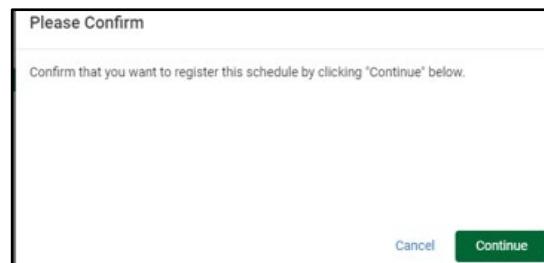 Please Confirm
Confirm that you want to register this schedule by clicking "Continue" below.
Cancel
Continue